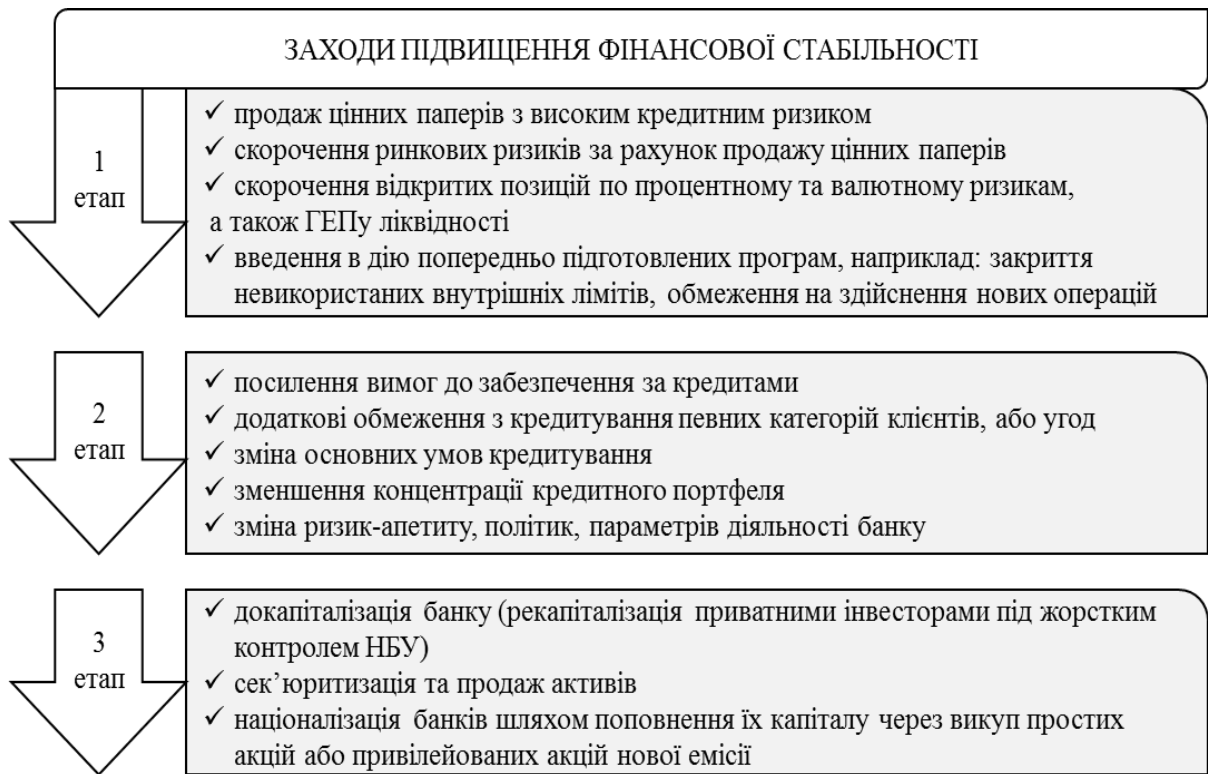 ЗАХОДИ ПІДВИЩЕННЯ ФІНАНСОВОЇ СТАБІЛЬНОСТІ
1
етап
✓ продаж цінних паперів з високим кредитним ризиком
✓ скорочення ринкових ризиків за рахунок продажу цінних паперів
✓ скорочення відкритих позицій по процентному та валютному ризикам,
а також ГЕПу ліквідності
✓ введення в дію попередньо підготовлених програм, наприклад: закриття
невикористаних внутрішніх лімітів, обмеження на здійснення нових операцій
2
етап
✓ посилення вимог до забезпечення за кредитами
✓ додаткові обмеження з кредитування певних категорій клієнтів, або угод
✓ зміна основних умов кредитування
✓ зменшення концентрації кредитного портфеля
✓ зміна ризик-апетиту, політик, параметрів діяльності банку
3
етап
✓ докапіталізація банку (рекапіталізація приватними інвесторами під жорстким
контролем НБУ)
✓ сек’юритизація та продаж активів
✓ націоналізація банків шляхом поповнення їх капіталу через викуп простих
акцій або привілейованих акцій нової емісії